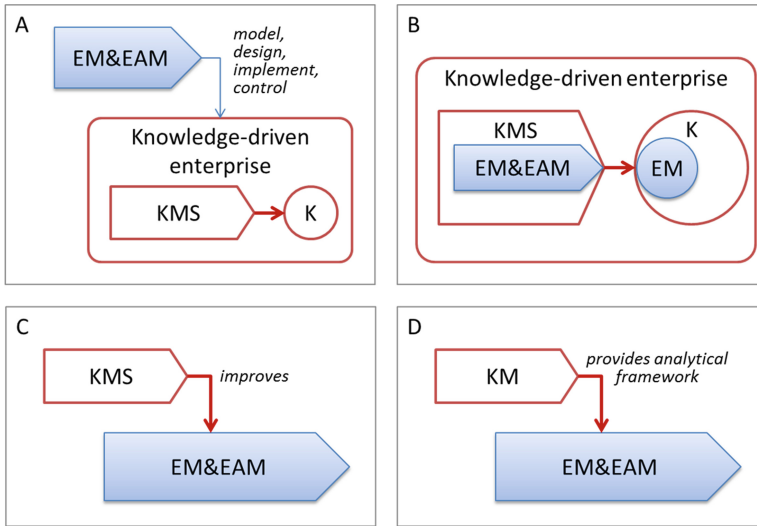 A
EM&EAM
model,
design,
implement,
control
Knowledge-driven
enterprise
KMS
K
B
Knowledge-driven enterprise
KMS
K
EM&EAM
EM
C
KMS
improves
EM&EAM
D
KM
provides analytical
framework
EM&EAM